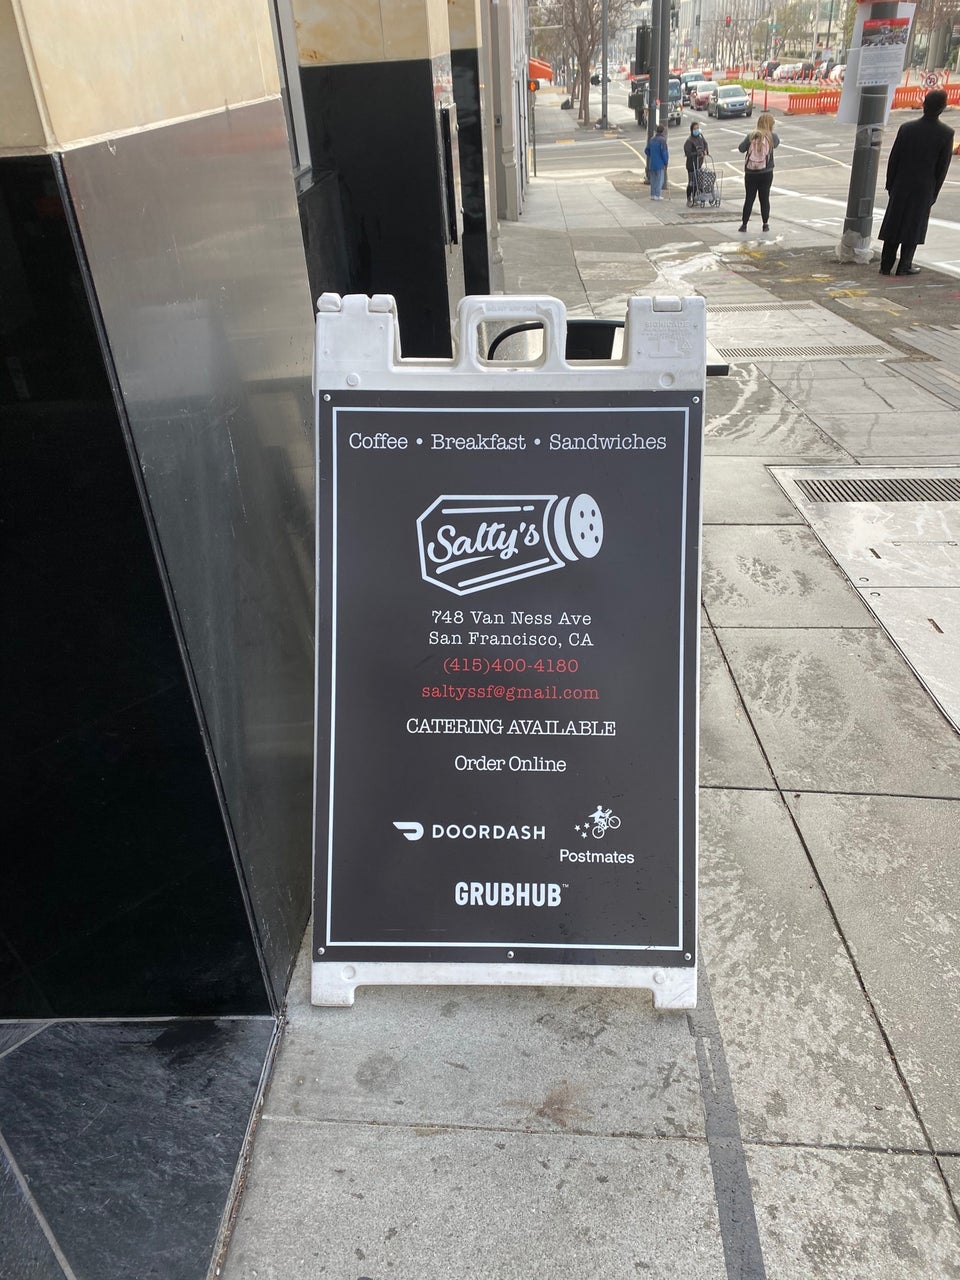 Coffee • Breakfast • Sandwiches
Salty's
748 Van Ness Ave
San Francisco, CA
(415)400-4180
saltyssf@gmail.com
CATERING AVAILABLE
Order Online
DOORDASH
Postmates
GRUBHUB™